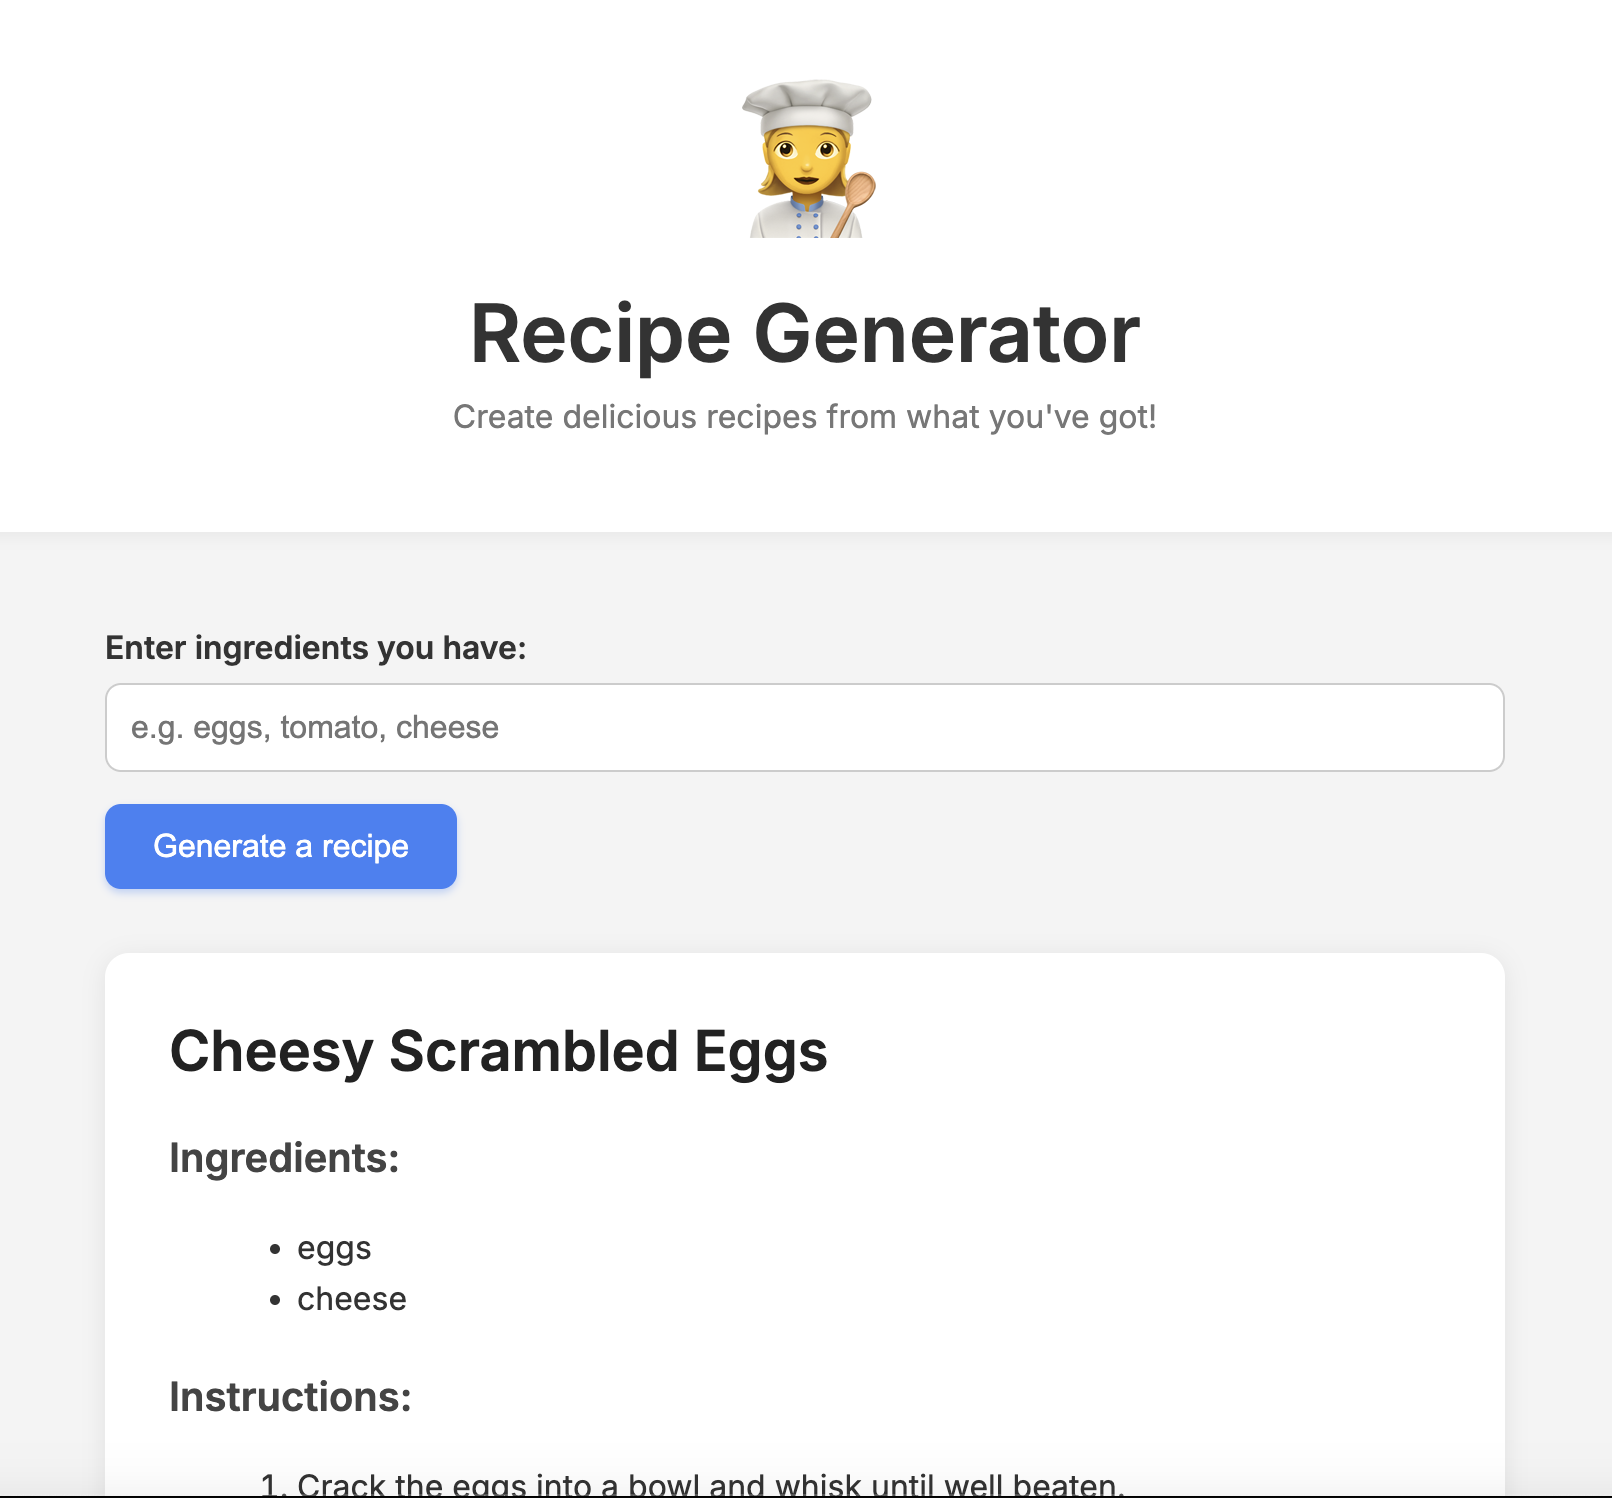 Recipe Generator
Create delicious recipes from what you've got!
Enter ingredients you have:
e.g. eggs, tomato, cheese
Generate a recipe
Cheesy Scrambled Eggs
Ingredients:
• eggs
• cheese
Instructions:
1. Crack the eggs into a bowl and whisk until well beaten.